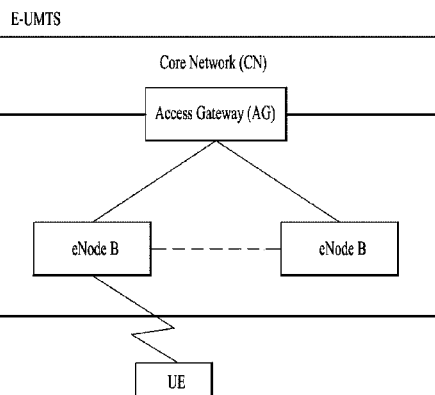 E-UMTS
Core Network (CN)
Access Gateway (AG)
eNode B
eNode B
UE